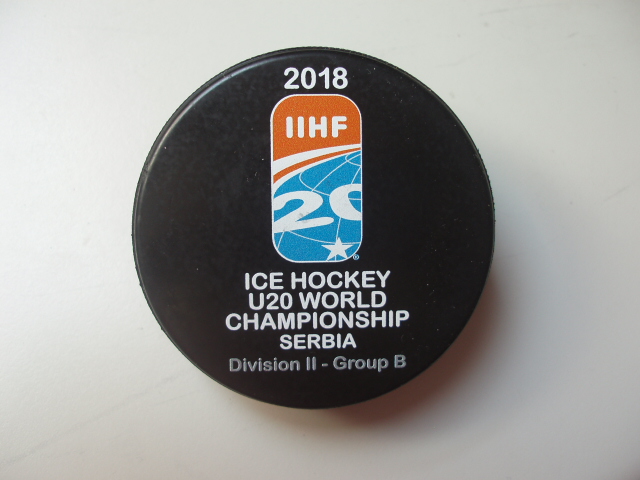 2018
IIHF
20
®
ICE HOCKEY
U20 WORLD
CHAMPIONSHIP
SERBIA
Division II - Group B